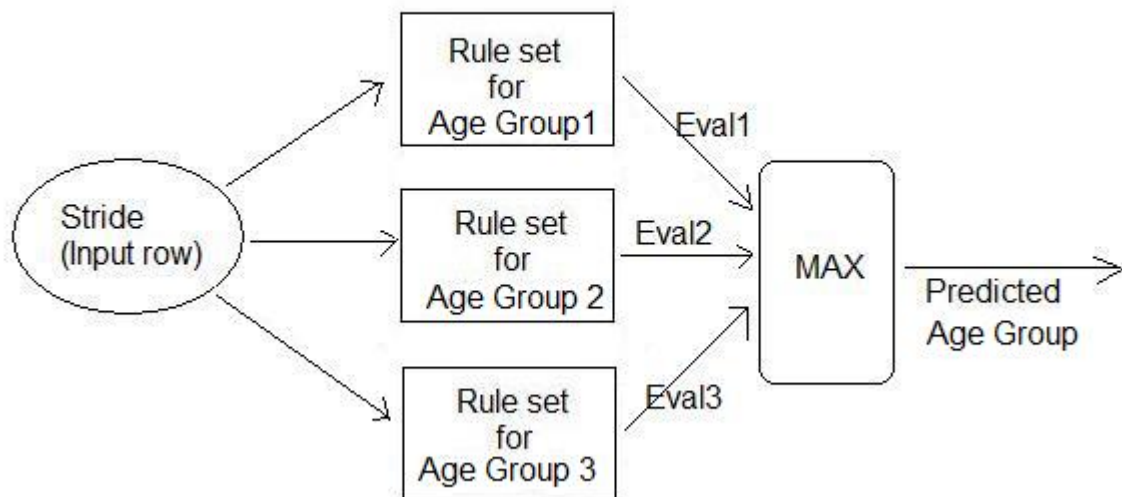 Rule set
for
Age Group1
Eval1
Stride
(Input row)
Rule set
for
Age Group 2
Eval2
MAX
Predicted
Age Group
Rule set
for
Age Group 3
Eval3